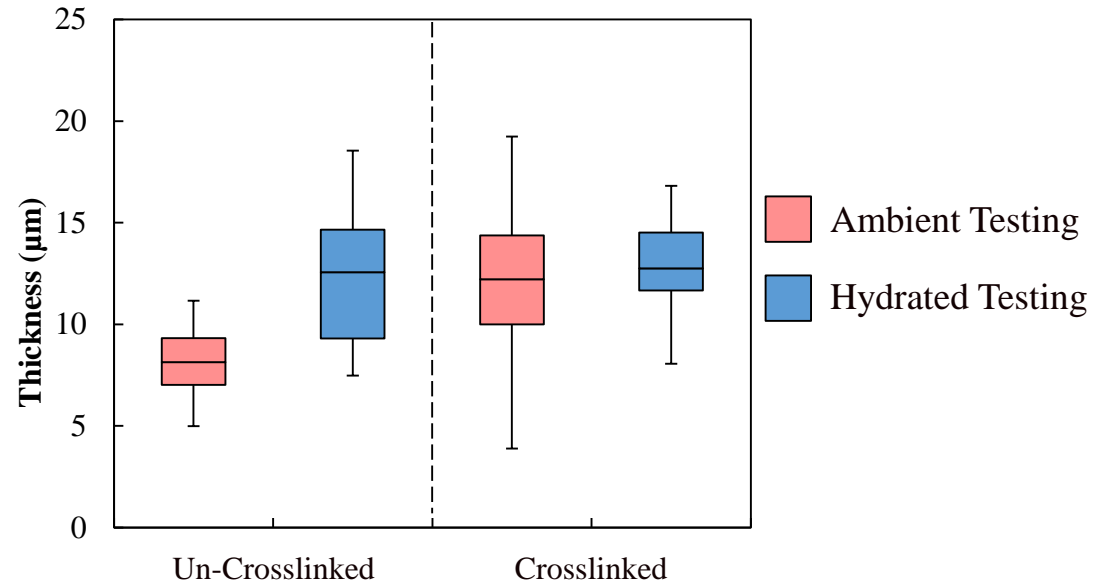 25
20
15
10
5
0
Thickness (µm)
Un-Crosslinked
Crosslinked
Ambient Testing
Hydrated Testing